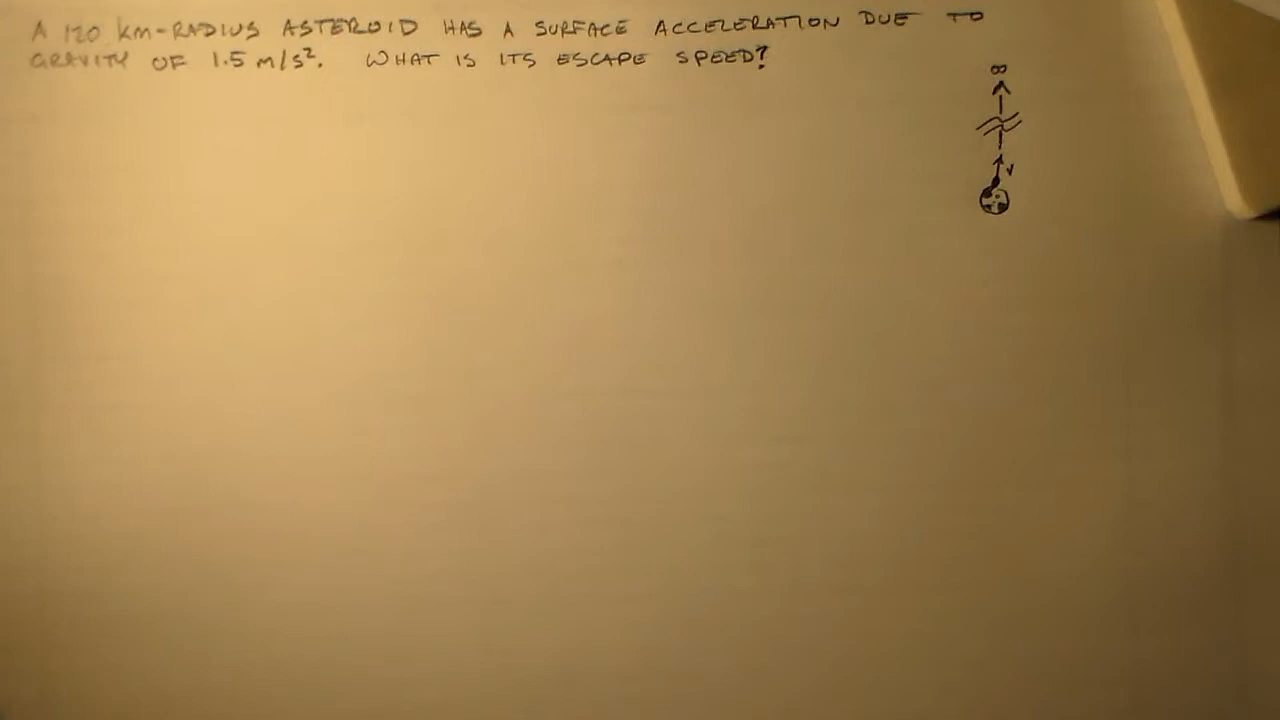 A 120 km-RADIUS ASTEROID HAS A SURFACE ACCELERATION DUE TO
GRAVITY OF 1.5 m/s². WHAT IS ITS ESCAPE SPEED?
∞
v